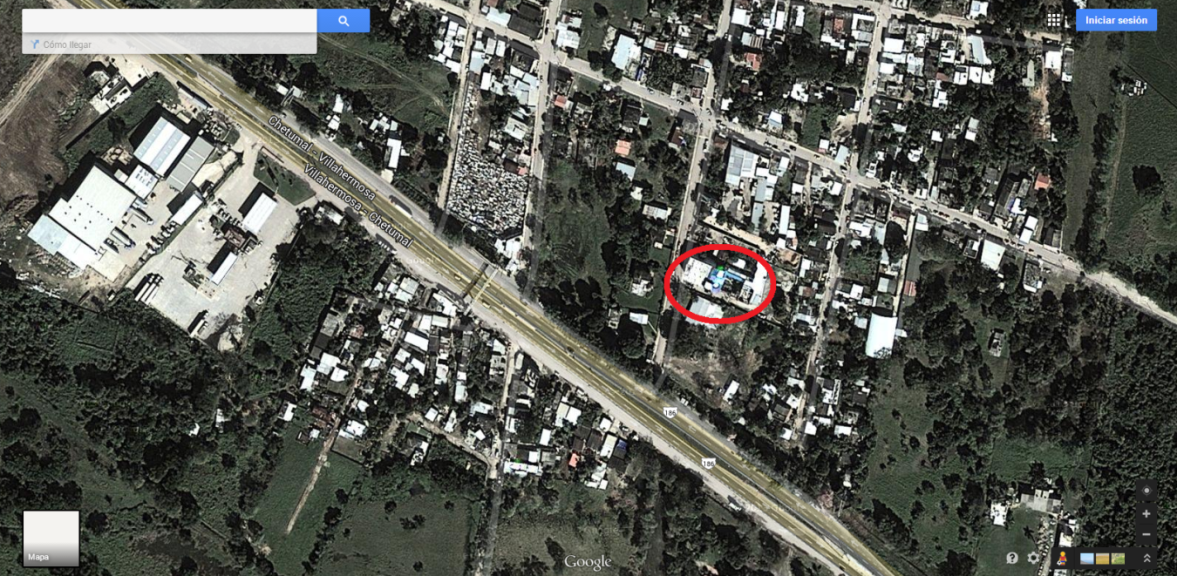 Iniciar sesión
Cómo llegar
Chetumal - Villahermosa
Villahermosa - Chetumal
186
186
Mapa
Google